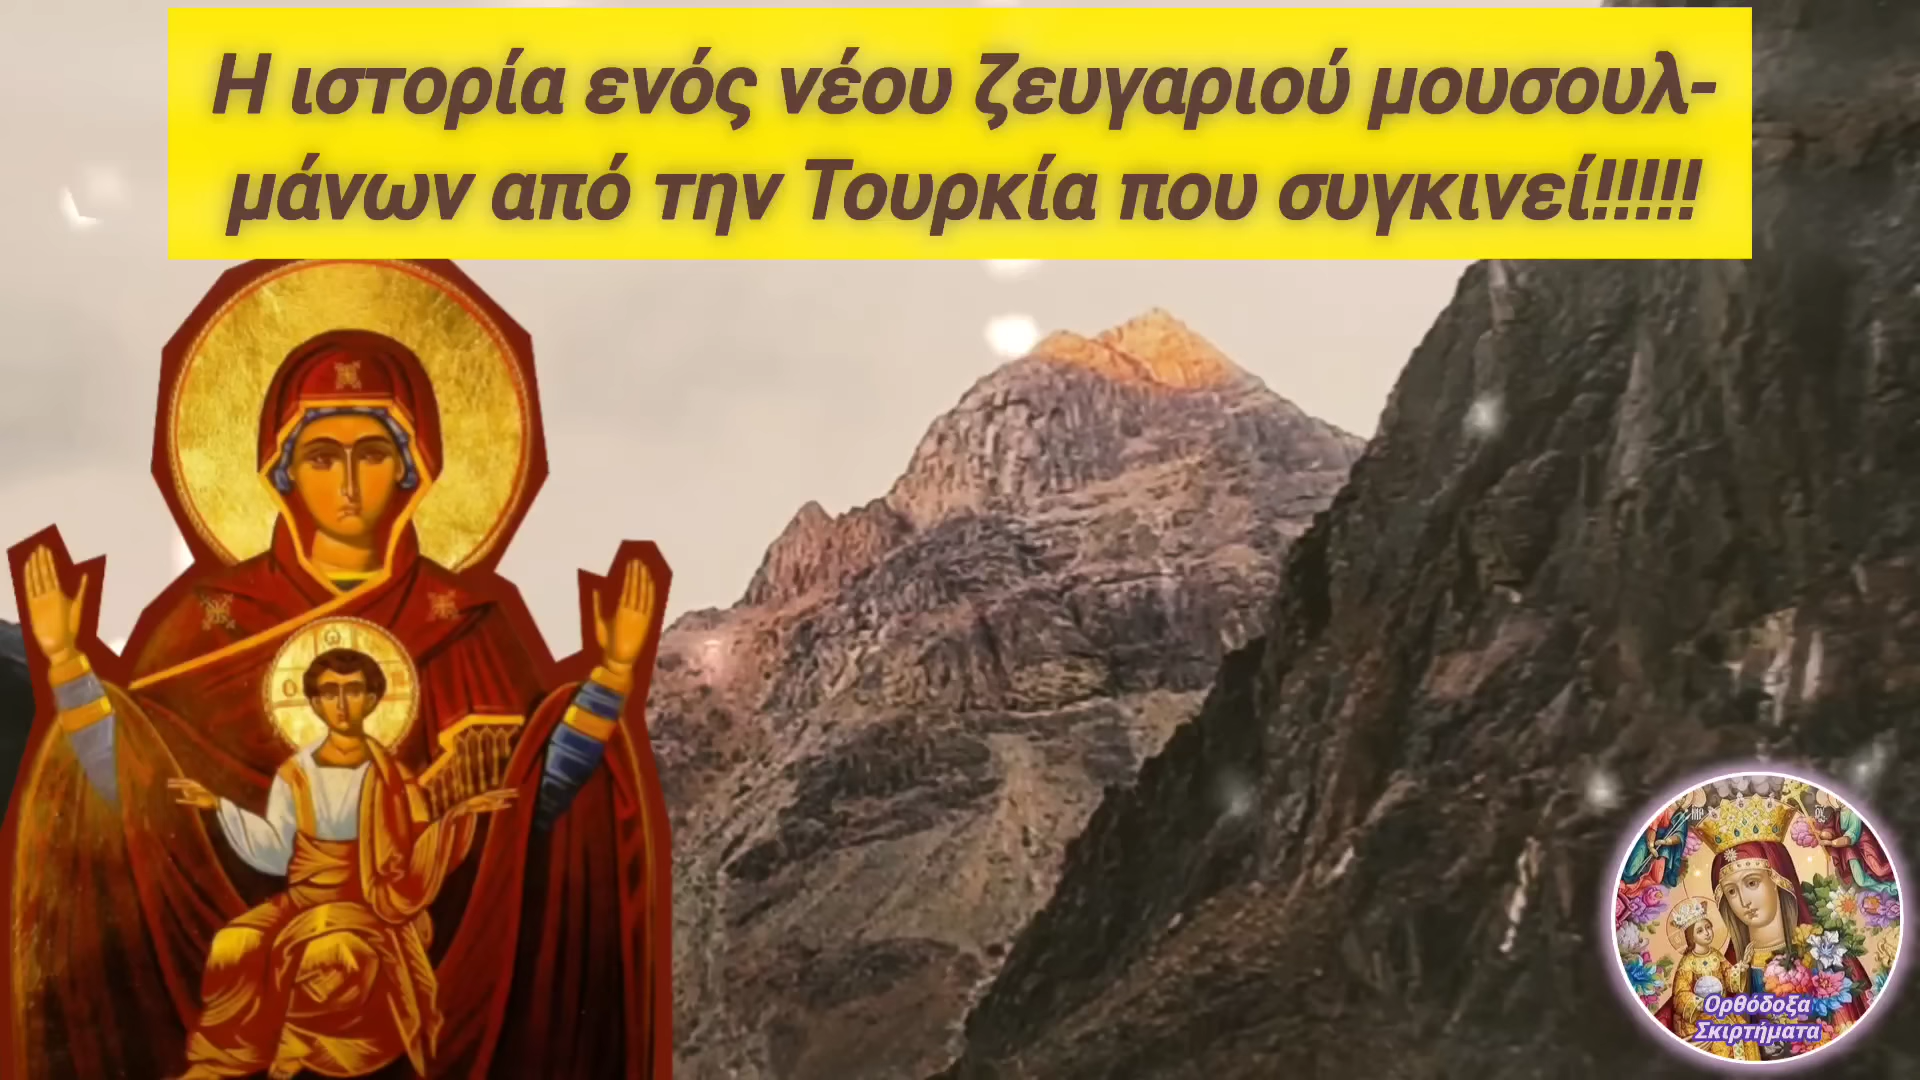 Η ιστορία ενός νέου ζευγαριού μουσουλ-
μάνων από την Τουρκία που συγκινεί!!!!!
Ορθόδοξα
Σκιρτήματα